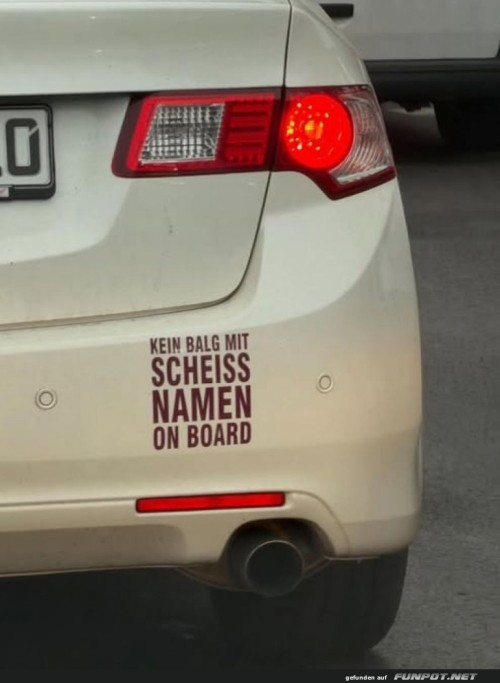 KEIN BALG MIT
SCHEISS
NAMEN
ON BOARD
gefunden auf FUNPOT.NET